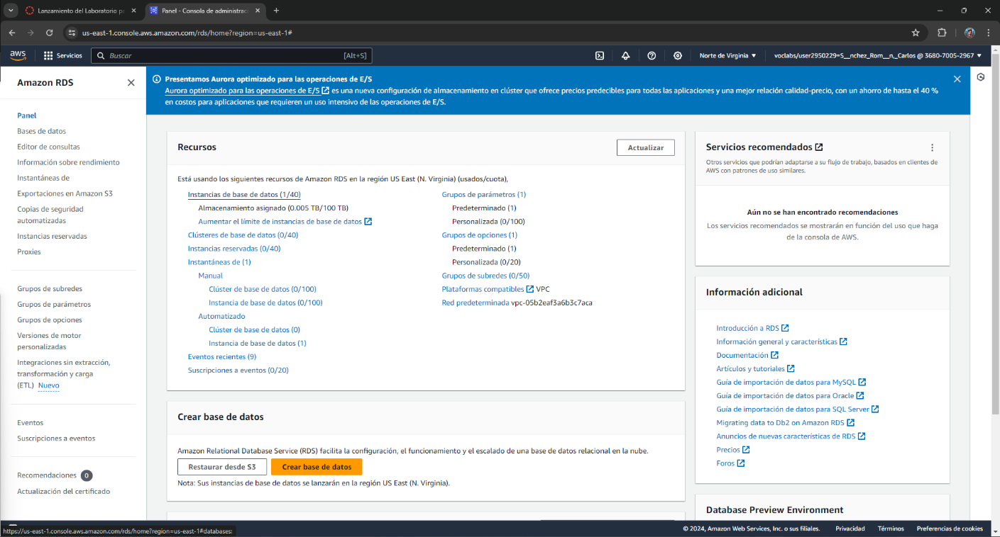 Lanzamiento del Laboratorio pa
Panel - Consola de administrac
us-east-1.console.aws.amazon.com/rds/home?region=us-east-1#
aws
Servicios
Buscar
[Alt+S]
Norte de Virginia
voclabs/user2950229=S__nchez_Rom__n,_Carlos @ 3680-7005-2967
Amazon RDS
Panel
Bases de datos
Editor de consultas
Información sobre rendimiento
Instantáneas de
Exportaciones en Amazon S3
Copias de seguridad
automatizadas
Instancias reservadas
Proxies
Grupos de subredes
Grupos de parámetros
Grupos de opciones
Versiones de motor
personalizadas
Integraciones sin extracción,
transformación y carga
(ETL) Nuevo
Eventos
Suscripciones a eventos
Recomendaciones 0
Actualización del certificado
Presentamos Aurora optimizado para las operaciones de E/S
Aurora optimizado para las operaciones de E/S es una nueva configuración de almacenamiento en clúster que ofrece precios predecibles para todas las aplicaciones y una mejor relación calidad-precio, con un ahorro de hasta el 40 %
en costos para aplicaciones que requieren un uso intensivo de las operaciones de E/S.
Recursos
Actualizar
Está usando los siguientes recursos de Amazon RDS en la región US East (N. Virginia) (usados/cuota),
Instancias de base de datos (1/40)
Almacenamiento asignado (0.005 TB/100 TB)
Aumentar el límite de instancias de base de datos
Clústeres de base de datos (0/40)
Instancias reservadas (0/40)
Instantáneas de (1)
Manual
Clúster de base de datos (0/100)
Instancia de base de datos (0/100)
Automatizado
Clúster de base de datos (0)
Instancia de base de datos (1)
Eventos recientes (9)
Suscripciones a eventos (0/20)
Grupos de parámetros (1)
Predeterminado (1)
Personalizada (0/100)
Grupos de opciones (1)
Predeterminado (1)
Personalizada (0/20)
Grupos de subredes (0/50)
Plataformas compatibles VPC
Red predeterminada vpc-05b2eaf3a6b3c7aca
Crear base de datos
Amazon Relational Database Service (RDS) facilita la configuración, el funcionamiento y el escalado de una base de datos relacional en la nube.
Restaurar desde S3
Crear base de datos
Nota: Sus instancias de base de datos se lanzarán en la región US East (N. Virginia).
Servicios recomendados
Otros servicios que podrían adaptarse a su flujo de trabajo, basados en clientes de
AWS con patrones de uso similares.
Aún no se han encontrado recomendaciones
Los servicios recomendados se mostrarán en función del uso que haga
de la consola de AWS.
Información adicional
Introducción a RDS
Información general y características
Documentación
Artículos y tutoriales
Guía de importación de datos para MySQL
Guía de importación de datos para Oracle
Guía de importación de datos para SQL Server
Migrating data to Db2 on Amazon RDS
Anuncios de nuevas características de RDS
Precios
Foros
Database Preview Environment
https://us-east-1.console.aws.amazon.com/rds/home?region=us-east-1#databases:
© 2024, Amazon Web Services, Inc. o sus filiales.
Privacidad
Términos
Preferencias de cookies